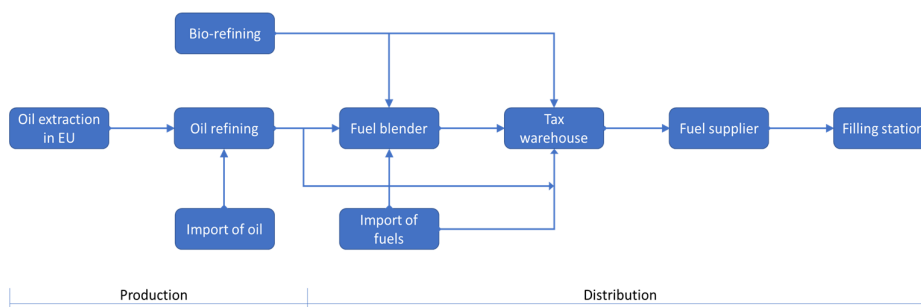 Bio-refining
Oil extraction
in EU
Oil refining
Fuel blender
Tax
warehouse
Fuel supplier
Filling station
Import of oil
Import of
fuels
Production
Distribution